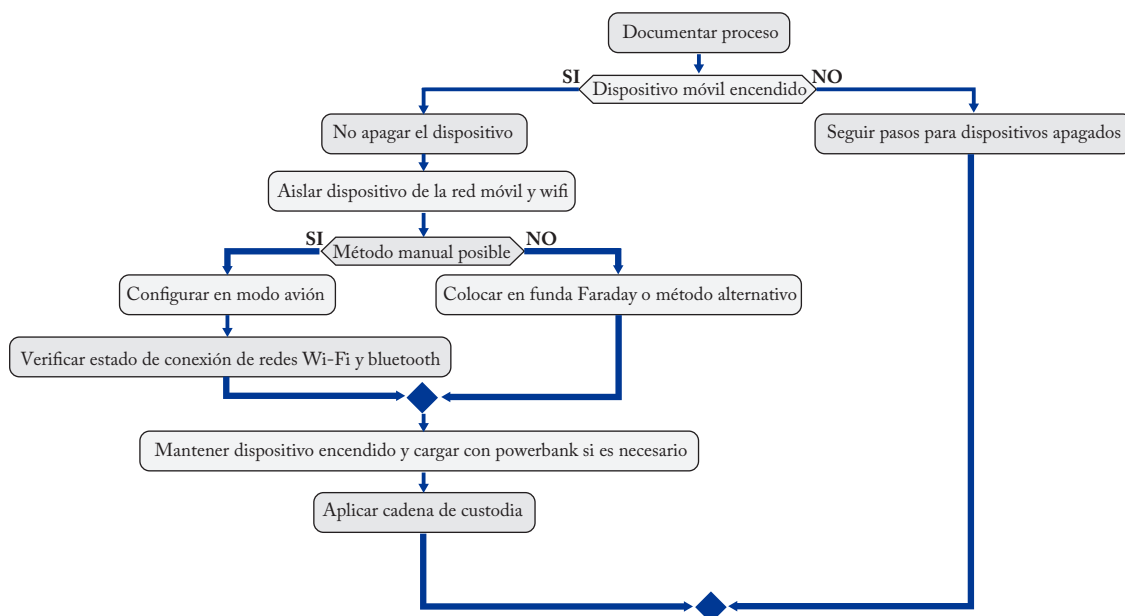 Documentar proceso
SI
NO
Dispositivo móvil encendido
No apagar el dispositivo
Seguir pasos para dispositivos apagados
Aislar dispositivo de la red móvil y wifi
SI
NO
Método manual posible
Configurar en modo avión
Colocar en funda Faraday o método alternativo
Verificar estado de conexión de redes Wi-Fi y bluetooth
Mantener dispositivo encendido y cargar con powerbank si es necesario
Aplicar cadena de custodia